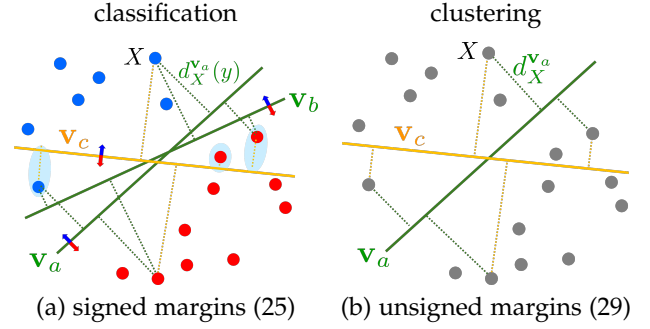 classification
clustering
X
d_X^{v_a}(y)
v_b
v_c
v_a
X
d_X^{v_a}
v_c
v_a
(a) signed margins (25)
(b) unsigned margins (29)